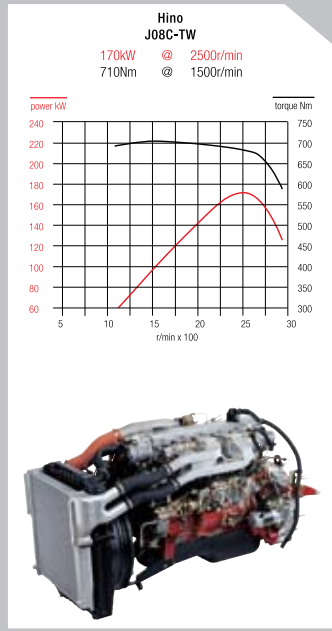 Hino
J08C-TW
170kW @ 2500r/min
710Nm @ 1500r/min
power kW torque Nm
240 750
220 700
200 650
180 600
160 550
140 500
120 450
100 400
80 350
60 300
5 10 15 20 25 30
r/min x 100